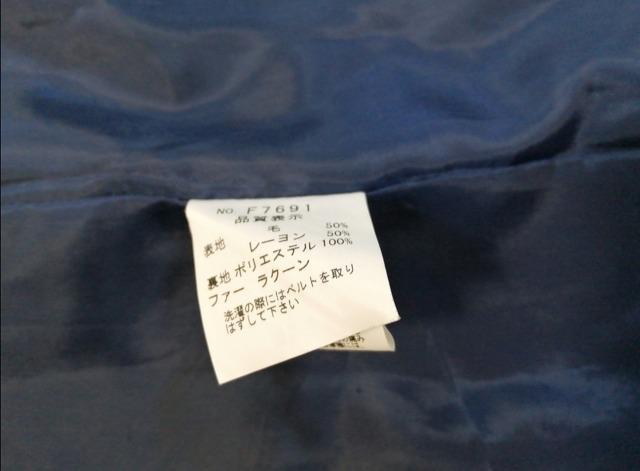 NO. F7691
品質表示
毛 50%
表地 レーヨン 50%
裏地 ポリエステル 100%
ファー ラクーン
洗濯の際にはベルトを取り
はずして下さい